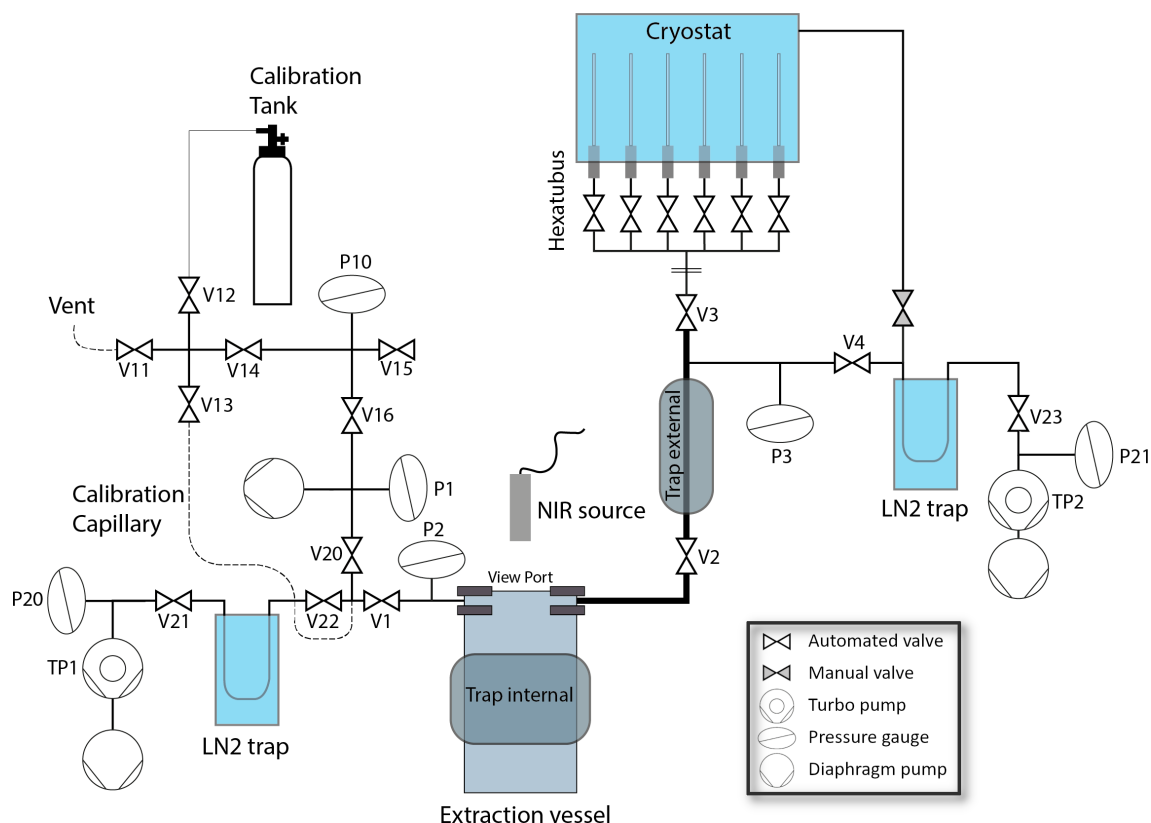 Cryostat
Calibration
Tank
Hexatubus
P10
V12
Vent
V3
V11
V14
V15
V4
V13
V16
Trap external
V23
P3
P21
Calibration
Capillary
P1
NIR source
LN2 trap
TP2
P2
V20
V2
View Port
P20
V21
V22
V1
TP1
Trap internal
LN2 trap
Extraction vessel
Automated valve
Manual valve
Turbo pump
Pressure gauge
Diaphragm pump